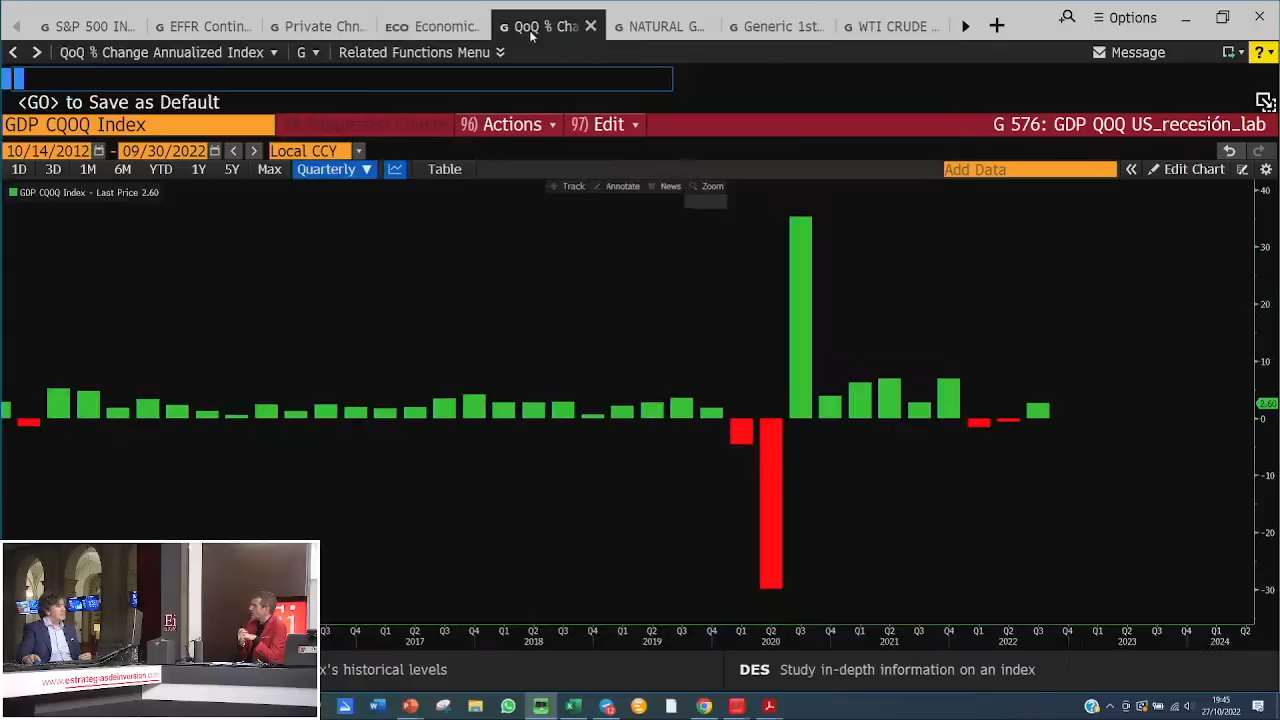 G S&P 500 IN... G EFFR Contin... G Private Chn... ECO Economic... G QoQ % Cha G NATURAL G... G Generic 1st... G WTI CRUDE ... Options
QoQ % Change Annualized Index G Related Functions Menu Message ?
<GO> to Save as Default
GDP CQOQ Index 96) Suggested Charts 96) Actions 97) Edit G 576: GDP QOQ US_recesión_lab
10/14/2012 - 09/30/2022 Local CCY
1D 3D 1M 6M YTD 1Y 5Y Max Quarterly Table Add Data Edit Chart
Track Annotate News Zoom
GDP CQOQ Index - Last Price 2.60
40
30
20
10
2.60
0
-10
-20
-30
Q3 Q4 Q1 Q2 Q3 Q4 Q1 Q2 Q3 Q4 Q1 Q2 Q3 Q4 Q1 Q2 Q3 Q4 Q1 Q2 Q3 Q4 Q1 Q2 Q3 Q4 Q1 Q2 Q3 Q4 Q1 Q2
2017 2018 2019 2020 2021 2022 2023 2024
x's historical levels DES Study in-depth information on an index
Ei
www.estrategiasdeinversion.com
19:45
27/10/2022